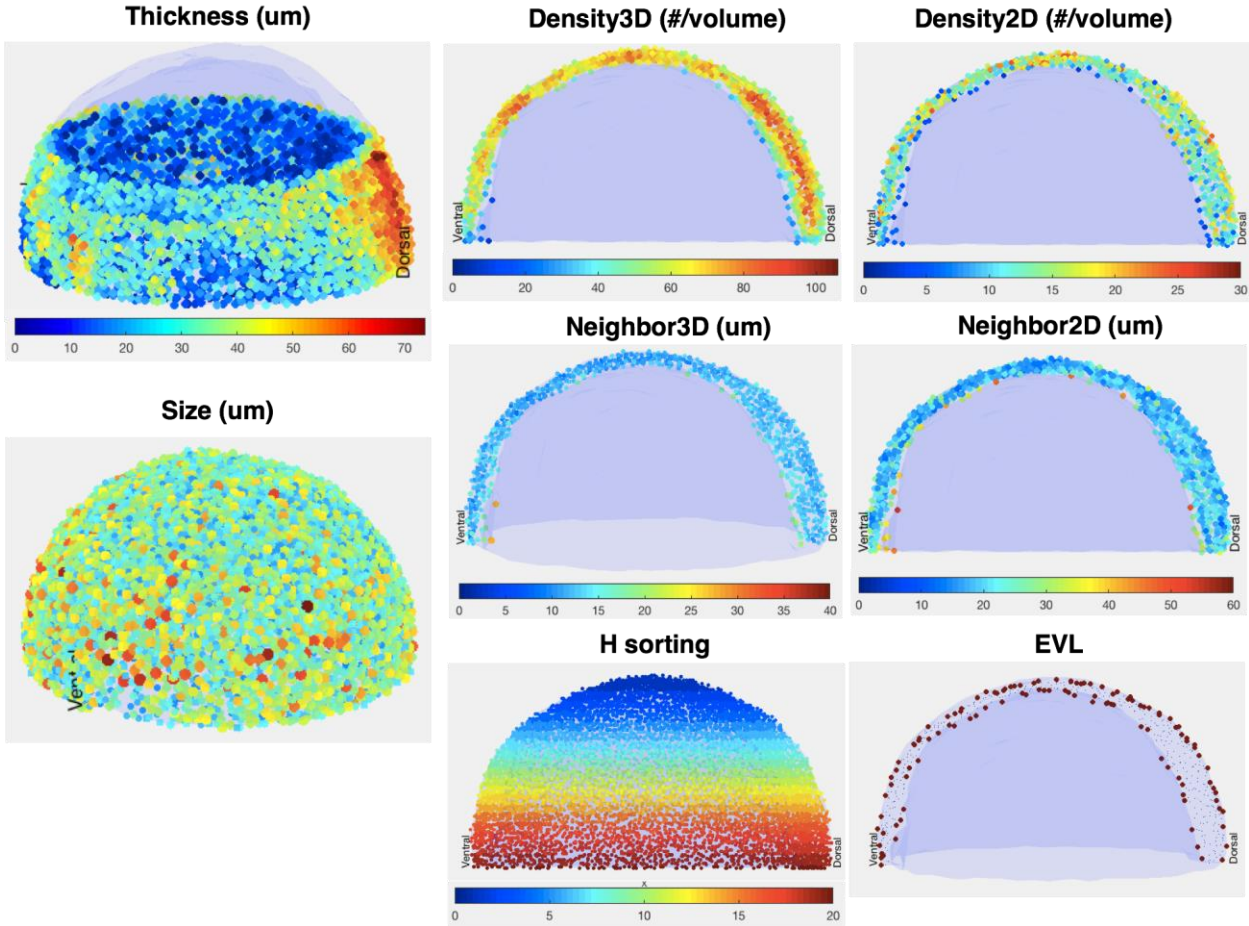 Thickness (um)
Dorsal
0 10 20 30 40 50 60 70
Density3D (#/volume)
Ventral
Dorsal
0 20 40 60 80 100
Density2D (#/volume)
Ventral
Dorsal
0 5 10 15 20 25 30
Size (um)
Neighbor3D (um)
Ventral
Dorsal
0 5 10 15 20 25 30 35 40
Neighbor2D (um)
Ventral
Dorsal
0 10 20 30 40 50 60
H sorting
Ventral
Dorsal
x
0 5 10 15 20
EVL
Ventral
Dorsal